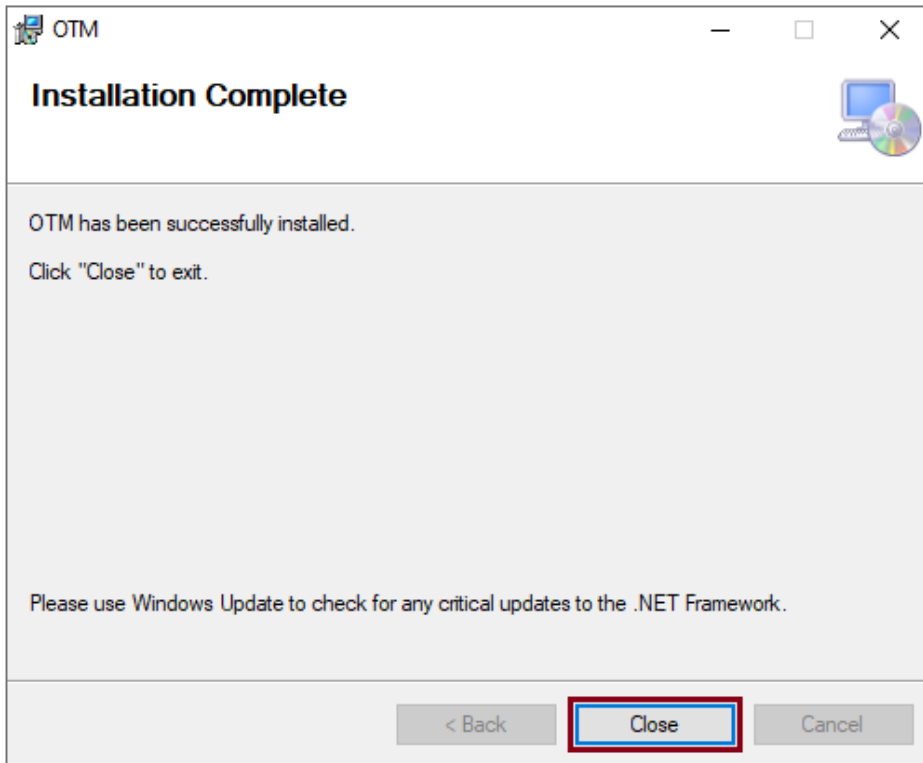 OTM
Installation Complete
OTM has been successfully installed.
Click "Close" to exit.
Please use Windows Update to check for any critical updates to the .NET Framework.
< Back
Close
Cancel